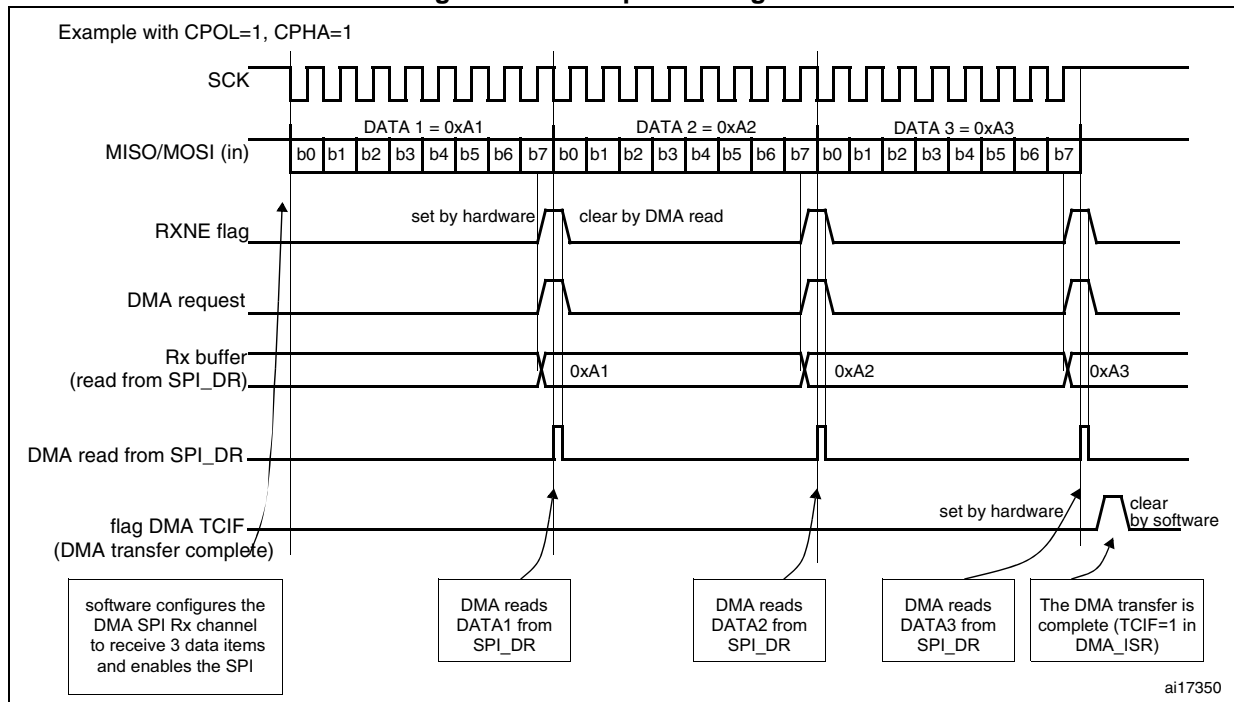 Example with CPOL=1, CPHA=1
SCK
DATA 1 = 0xA1 DATA 2 = 0xA2 DATA 3 = 0xA3
MISO/MOSI (in) b0 b1 b2 b3 b4 b5 b6 b7 b0 b1 b2 b3 b4 b5 b6 b7 b0 b1 b2 b3 b4 b5 b6 b7
set by hardware clear by DMA read
RXNE flag
DMA request
Rx buffer
(read from SPI_DR)
0xA1 0xA2 0xA3
DMA read from SPI_DR
flag DMA TCIF
(DMA transfer complete)
set by hardware
clear
by software
software configures the
DMA SPI Rx channel
to receive 3 data items
and enables the SPI
DMA reads
DATA1 from
SPI_DR
DMA reads
DATA2 from
SPI_DR
DMA reads
DATA3 from
SPI_DR
The DMA transfer is
complete (TCIF=1 in
DMA_ISR)
ai17350